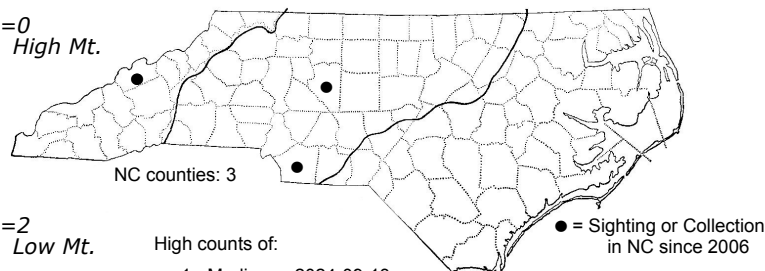 =0
High Mt.
NC counties: 3
=2
Low Mt.
High counts of:
● = Sighting or Collection
in NC since 2006